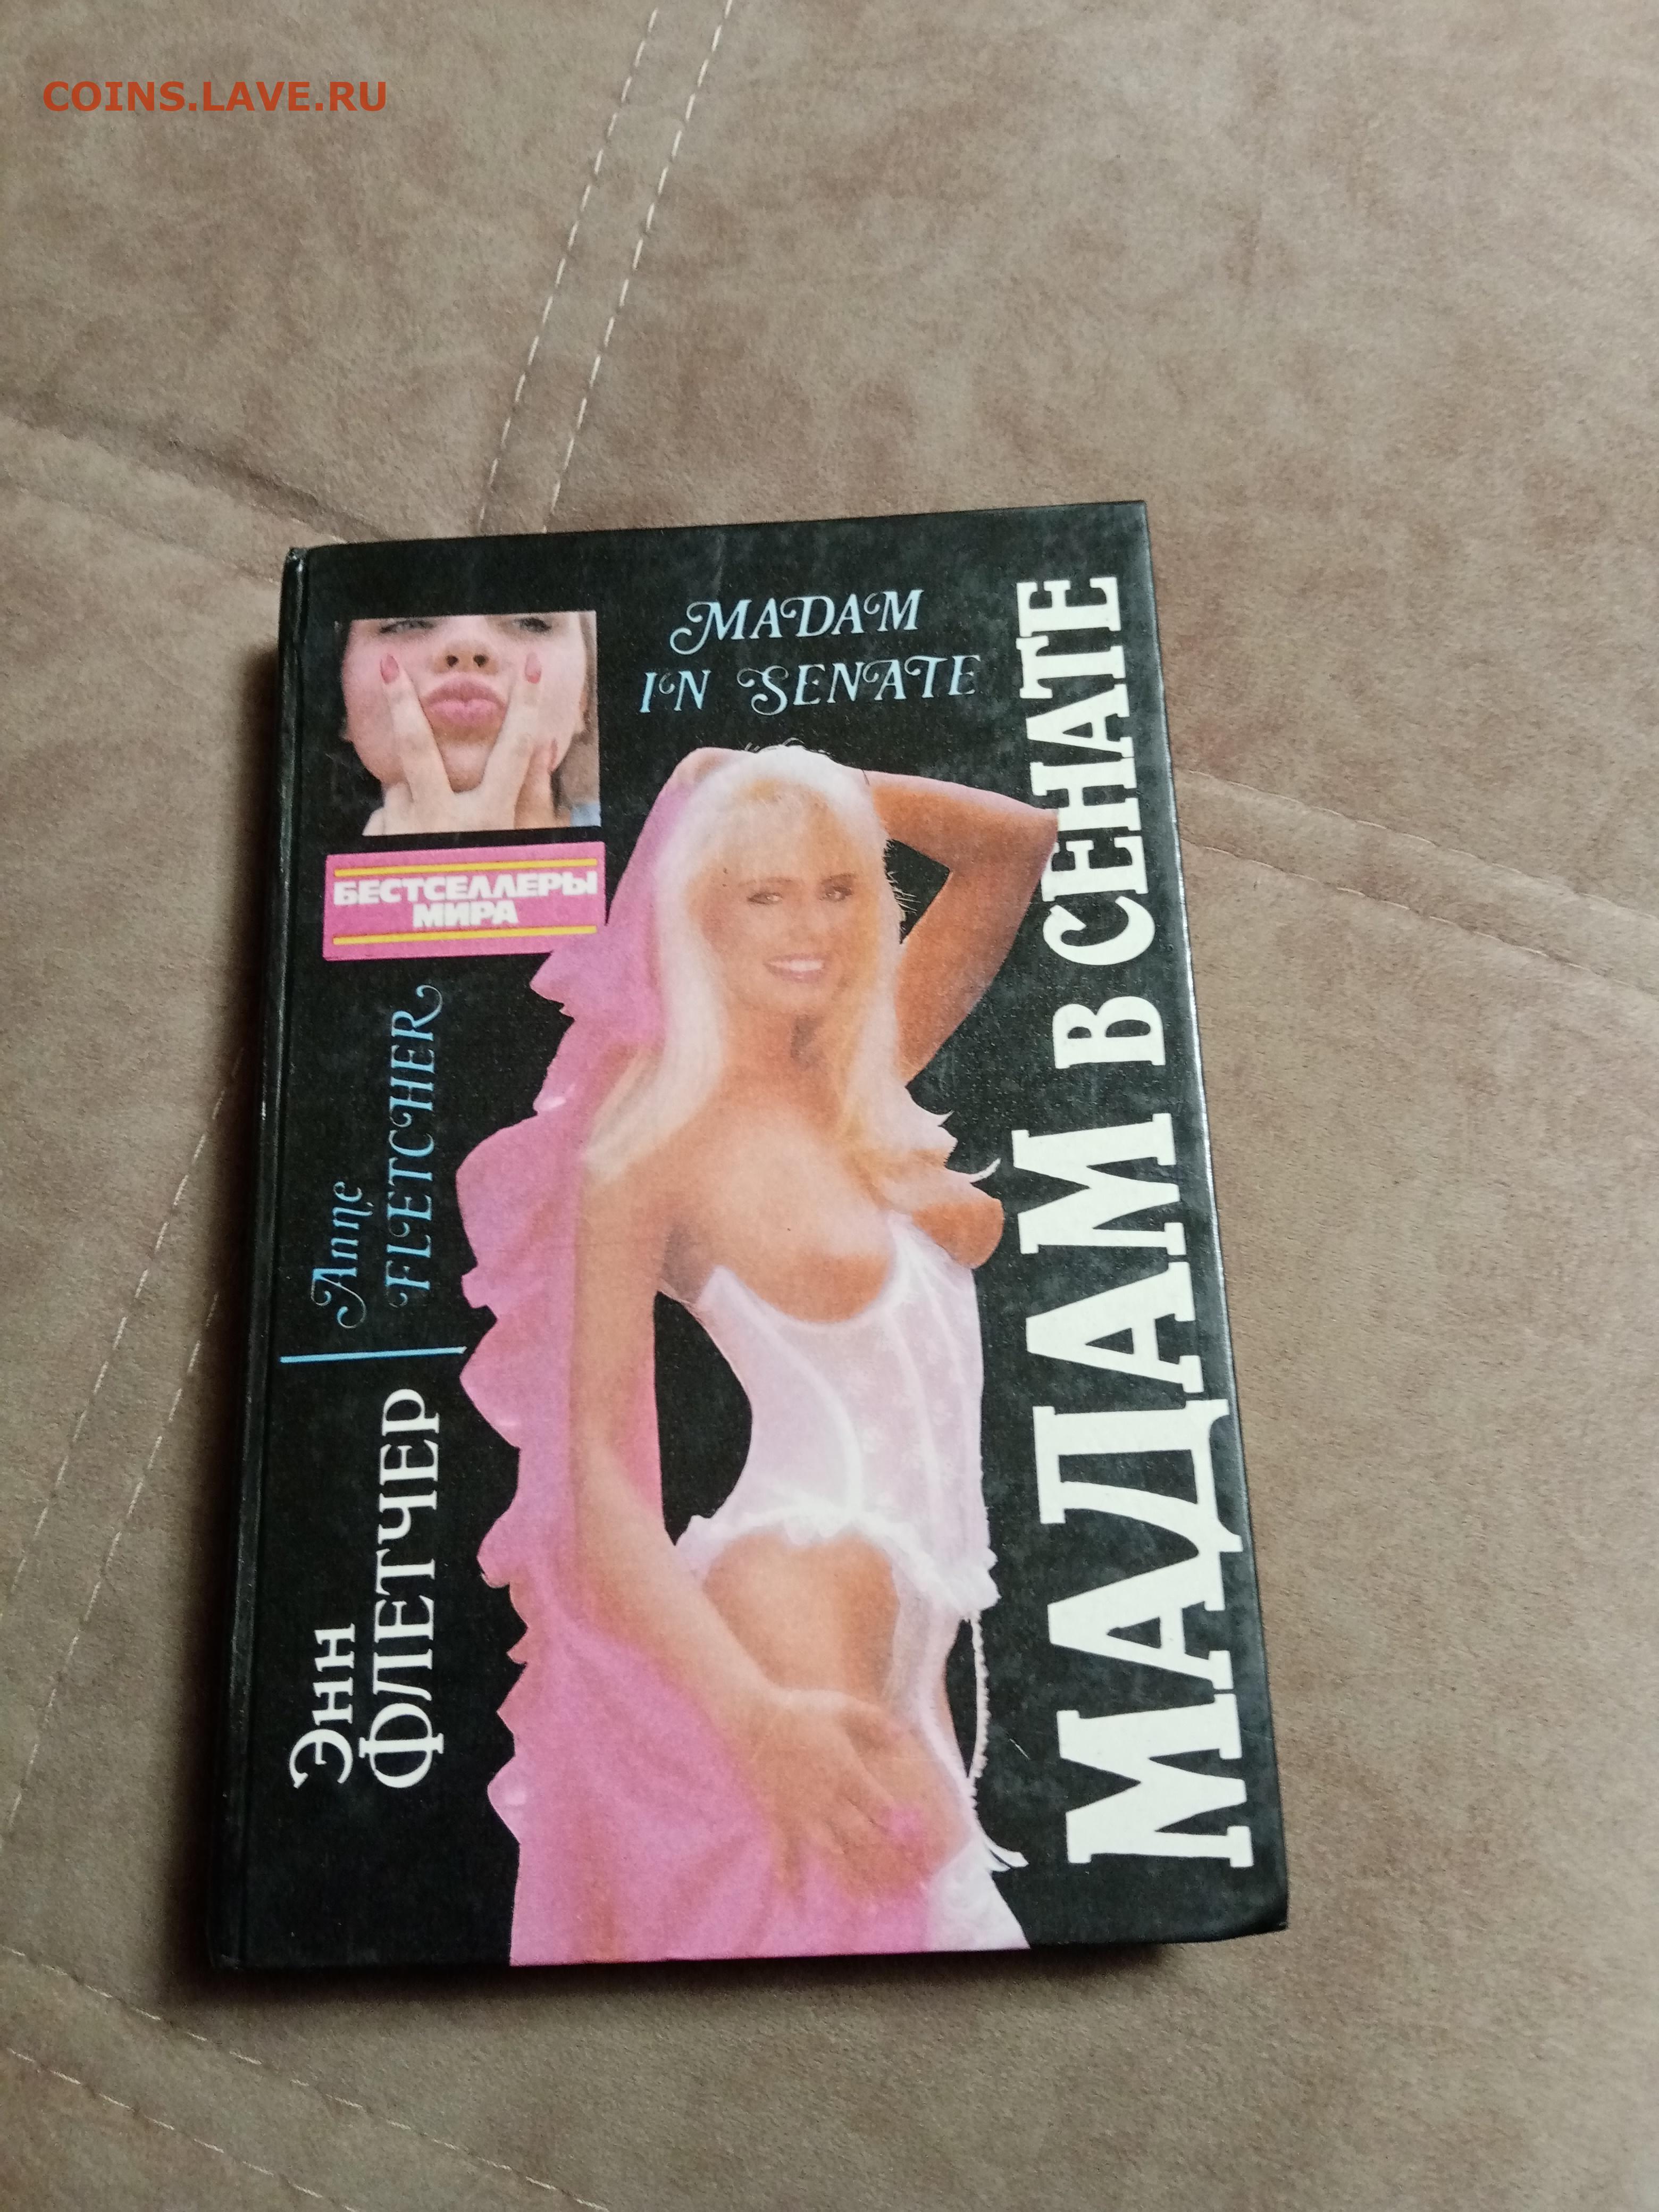 COINS.LAVE.RU
MADAM
IN SENATE
БЕСТСЕЛЛЕРЫ
МИРА
Энн
ФЛЕТЧЕР
Anne
FLETCHER
МАДАМ В СЕНАТЕ